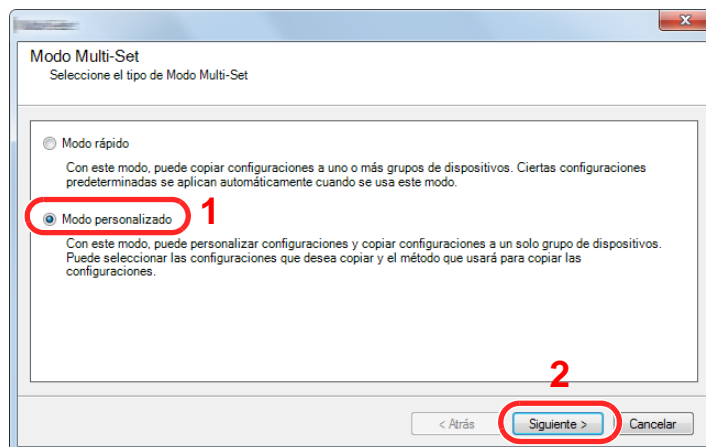 Modo Multi-Set
Seleccione el tipo de Modo Multi-Set
Modo rápido
Con este modo, puede copiar configuraciones a uno o más grupos de dispositivos. Ciertas configuraciones
predeterminadas se aplican automáticamente cuando se usa este modo.
Modo personalizado
1
Con este modo, puede personalizar configuraciones y copiar configuraciones a un solo grupo de dispositivos.
Puede seleccionar las configuraciones que desea copiar y el método que usará para copiar las
configuraciones.
2
< Atrás
Siguiente >
Cancelar